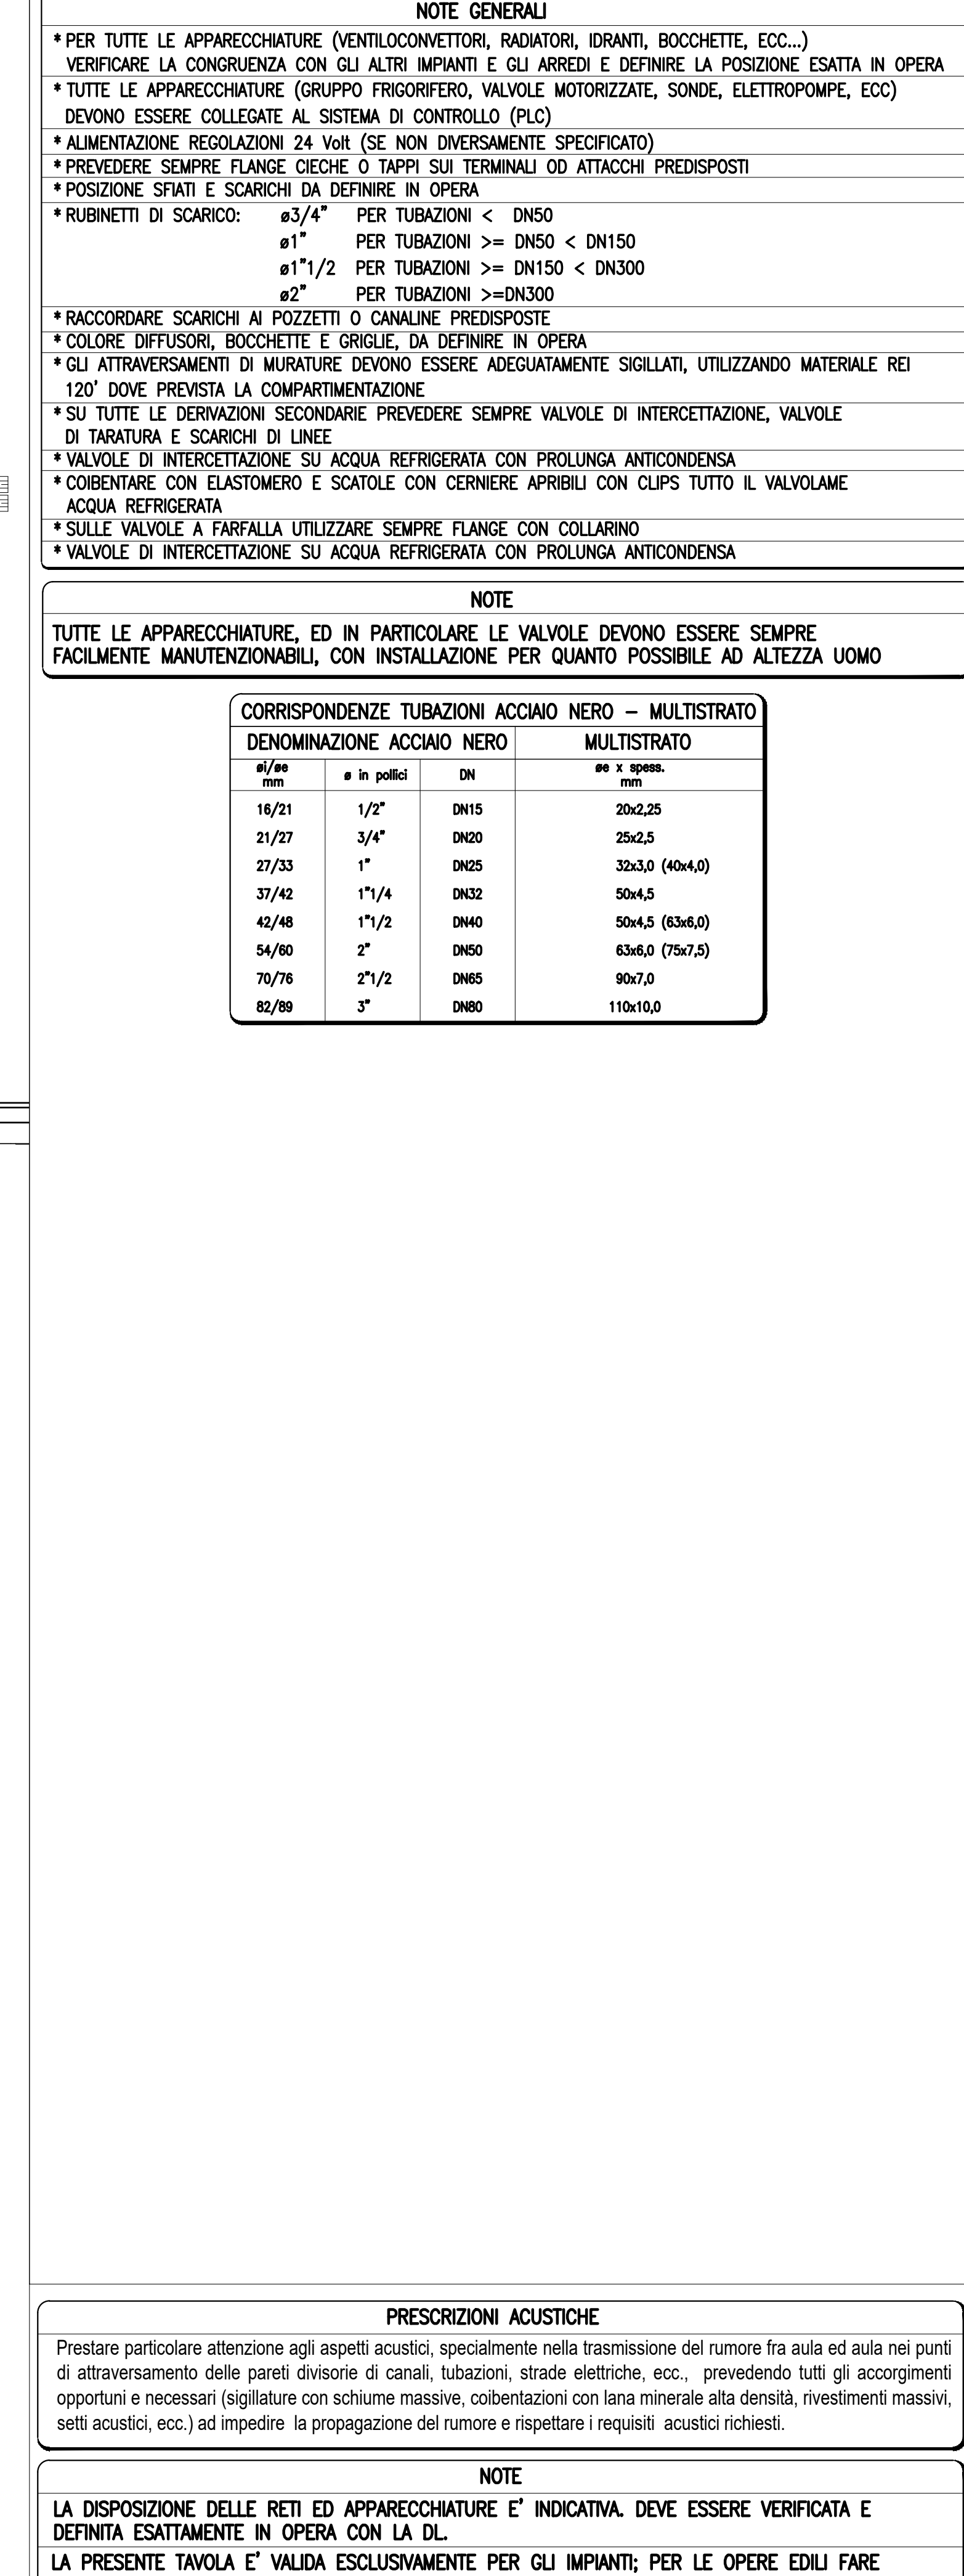 NOTE GENERALI
* PER TUTTE LE APPARECCHIATURE (VENTILOCONVETTORI, RADIATORI, IDRANTI, BOCCHETTE, ECC...)
VERIFICARE LA CONGRUENZA CON GLI ALTRI IMPIANTI E GLI ARREDI E DEFINIRE LA POSIZIONE ESATTA IN OPERA
* TUTTE LE APPARECCHIATURE (GRUPPO FRIGORIFERO, VALVOLE MOTORIZZATE, SONDE, ELETTROPOMPE, ECC)
DEVONO ESSERE COLLEGATE AL SISTEMA DI CONTROLLO (PLC)
* ALIMENTAZIONE REGOLAZIONI 24 Volt (SE NON DIVERSAMENTE SPECIFICATO)
* PREVEDERE SEMPRE FLANGE CIECHE O TAPPI SUI TERMINALI OD ATTACCHI PREDISPOSTI
* POSIZIONE SFIATI E SCARICHI DA DEFINIRE IN OPERA
* RUBINETTI DI SCARICO: ø3/4" PER TUBAZIONI < DN50
ø1" PER TUBAZIONI >= DN50 < DN150
ø1"1/2 PER TUBAZIONI >= DN150 < DN300
ø2" PER TUBAZIONI >=DN300
* RACCORDARE SCARICHI AI POZZETTI O CANALINE PREDISPOSTE
* COLORE DIFFUSORI, BOCCHETTE E GRIGLIE, DA DEFINIRE IN OPERA
* GLI ATTRAVERSAMENTI DI MURATURE DEVONO ESSERE ADEGUATAMENTE SIGILLATI, UTILIZZANDO MATERIALE REI
120' DOVE PREVISTA LA COMPARTIMENTAZIONE
* SU TUTTE LE DERIVAZIONI SECONDARIE PREVEDERE SEMPRE VALVOLE DI INTERCETTAZIONE, VALVOLE
DI TARATURA E SCARICHI DI LINEE
* VALVOLE DI INTERCETTAZIONE SU ACQUA REFRIGERATA CON PROLUNGA ANTICONDENSA
* COIBENTARE CON ELASTOMERO E SCATOLE CON CERNIERE APRIBILI CON CLIPS TUTTO IL VALVOLAME
ACQUA REFRIGERATA
* SULLE VALVOLE A FARFALLA UTILIZZARE SEMPRE FLANGE CON COLLARINO
* VALVOLE DI INTERCETTAZIONE SU ACQUA REFRIGERATA CON PROLUNGA ANTICONDENSA
NOTE
TUTTE LE APPARECCHIATURE, ED IN PARTICOLARE LE VALVOLE DEVONO ESSERE SEMPRE
FACILMENTE MANUTENZIONABILI, CON INSTALLAZIONE PER QUANTO POSSIBILE AD ALTEZZA UOMO
CORRISPONDENZE TUBAZIONI ACCIAIO NERO – MULTISTRATO
DENOMINAZIONE ACCIAIO NERO MULTISTRATO
øi/øe mm ø in pollici DN øe x spess. mm
16/21 1/2" DN15 20x2,25
21/27 3/4" DN20 25x2,5
27/33 1" DN25 32x3,0 (40x4,0)
37/42 1"1/4 DN32 50x4,5
42/48 1"1/2 DN40 50x4,5 (63x6,0)
54/60 2" DN50 63x6,0 (75x7,5)
70/76 2"1/2 DN65 90x7,0
82/89 3" DN80 110x10,0
PRESCRIZIONI ACUSTICHE
Prestare particolare attenzione agli aspetti acustici, specialmente nella trasmissione del rumore fra aula ed aula nei punti
di attraversamento delle pareti divisorie di canali, tubazioni, strade elettriche, ecc., prevedendo tutti gli accorgimenti
opportuni e necessari (sigillature con schiume massive, coibentazioni con lana minerale alta densità, rivestimenti massivi,
setti acustici, ecc.) ad impedire la propagazione del rumore e rispettare i requisiti acustici richiesti.
NOTE
LA DISPOSIZIONE DELLE RETI ED APPARECCHIATURE E' INDICATIVA. DEVE ESSERE VERIFICATA E
DEFINITA ESATTAMENTE IN OPERA CON LA DL.
LA PRESENTE TAVOLA E' VALIDA ESCLUSIVAMENTE PER GLI IMPIANTI; PER LE OPERE EDILI FARE